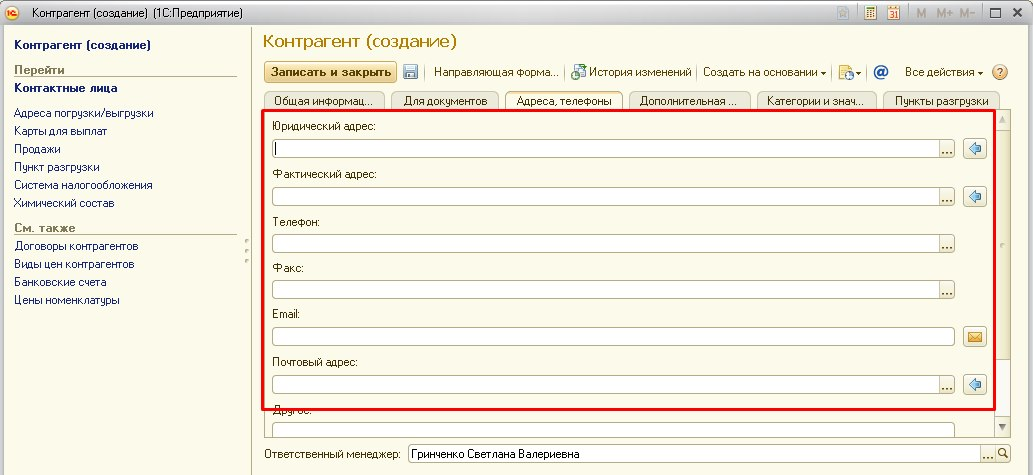 Контрагент (создание) (1С:Предприятие)
M M+ M-
Контрагент (создание)
Перейти
Контактные лица
Адреса погрузки/выгрузки
Карты для выплат
Продажи
Пункт разгрузки
Система налогообложения
Химический состав
См. также
Договоры контрагентов
Виды цен контрагентов
Банковские счета
Цены номенклатуры
Контрагент (создание)
Записать и закрыть Направляющая форма... История изменений Создать на основании Все действия
Общая информац... Для документов Адреса, телефоны Дополнительная ... Категории и знач... Пункты разгрузки
Юридический адрес:
Фактический адрес:
Телефон:
Факс:
Email:
Почтовый адрес:
Другое:
Ответственный менеджер: Гринченко Светлана Валериевна